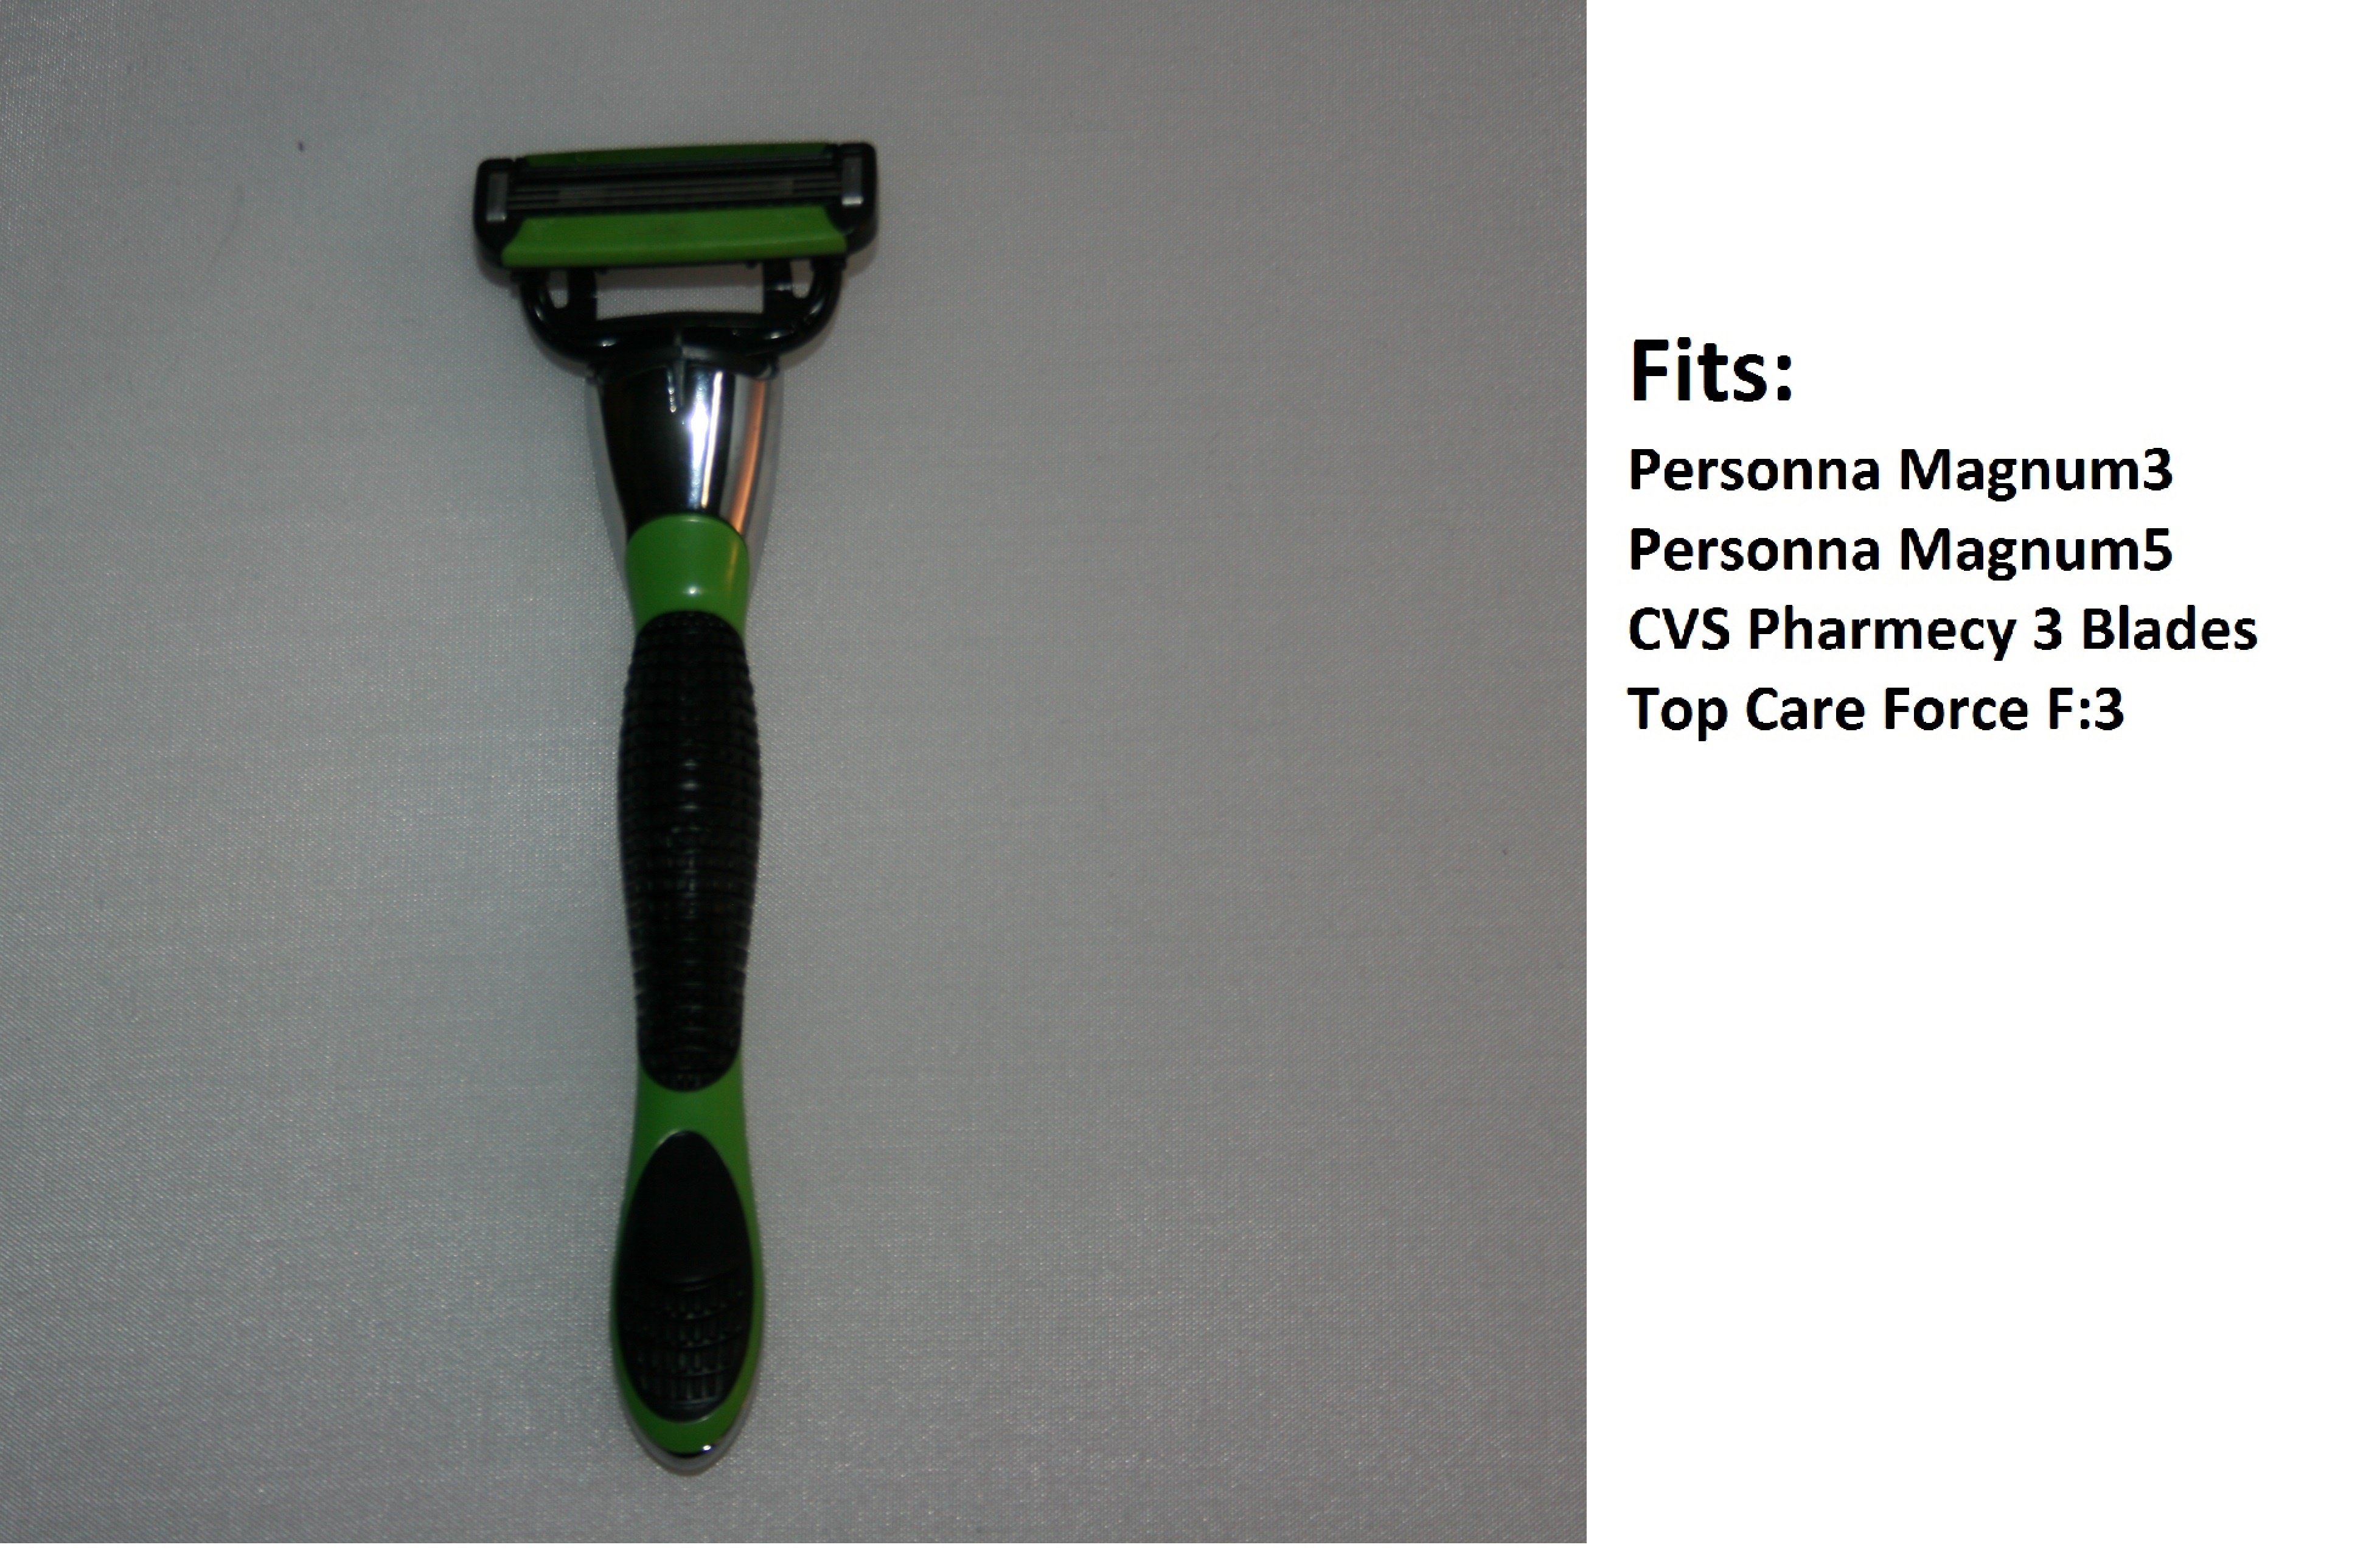 Fits:
Personna Magnum3
Personna Magnum5
CVS Pharmecy 3 Blades
Top Care Force F:3